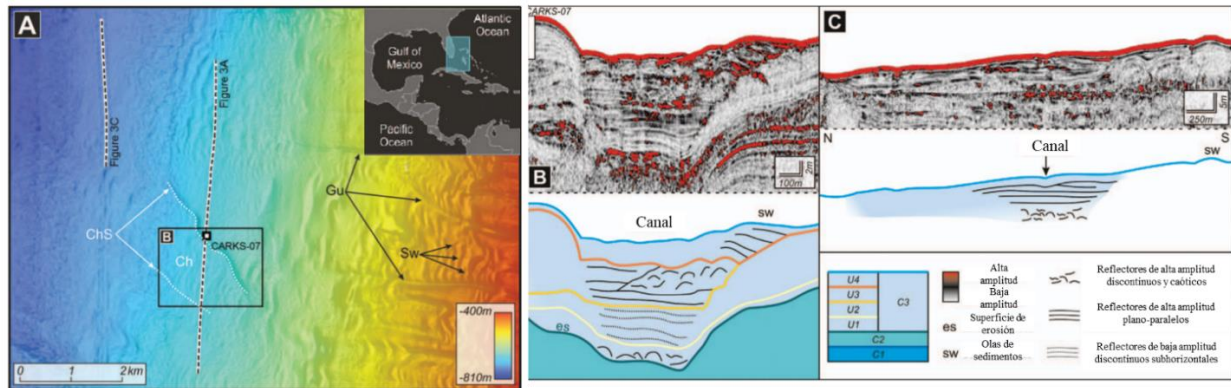 A
Figure 3C
Figure 3A
Atlantic
Ocean
Gulf of
Mexico
Pacific
Ocean
Gu
Sw
ChS
B
Ch
CARKS-07
0 1 2 km
-400m
-810m
CARKS-07
100m
2m
B
Canal
sw
es
C
250m
5m
N
S
Canal
sw
U4
U3
U2
U1
C3
C2
C1
Alta
amplitud
Baja
amplitud
es
Superficie de
erosión
sw
Olas de
sedimentos
Reflectores de alta amplitud
discontinuos y caóticos
Reflectores de alta amplitud
plano-paralelos
Reflectores de baja amplitud
discontinuos subhorizontales